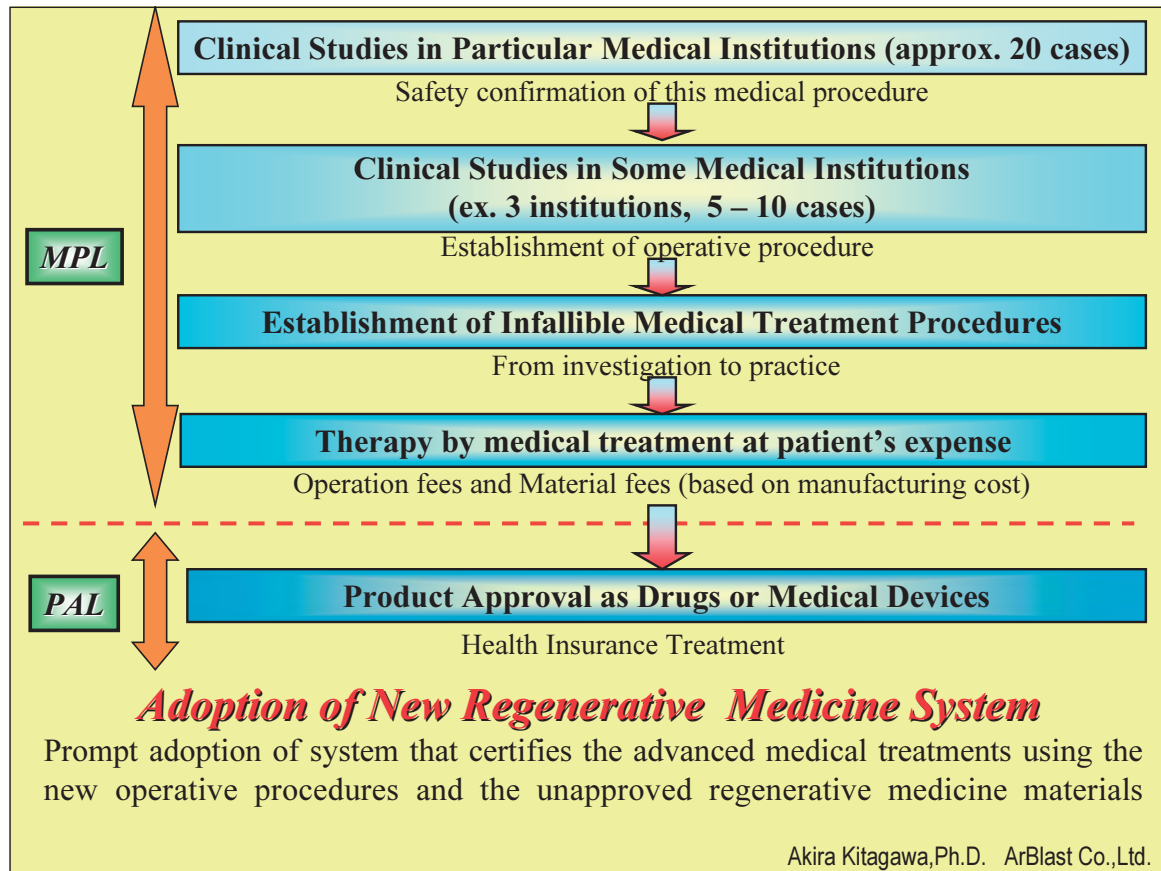 Clinical Studies in Particular Medical Institutions (approx. 20 cases)
Safety confirmation of this medical procedure
Clinical Studies in Some Medical Institutions
(ex. 3 institutions, 5 – 10 cases)
Establishment of operative procedure
MPL
Establishment of Infallible Medical Treatment Procedures
From investigation to practice
Therapy by medical treatment at patient’s expense
Operation fees and Material fees (based on manufacturing cost)
PAL
Product Approval as Drugs or Medical Devices
Health Insurance Treatment
Adoption of New Regenerative Medicine System
Prompt adoption of system that certifies the advanced medical treatments using the
new operative procedures and the unapproved regenerative medicine materials
Akira Kitagawa,Ph.D. ArBlast Co.,Ltd.